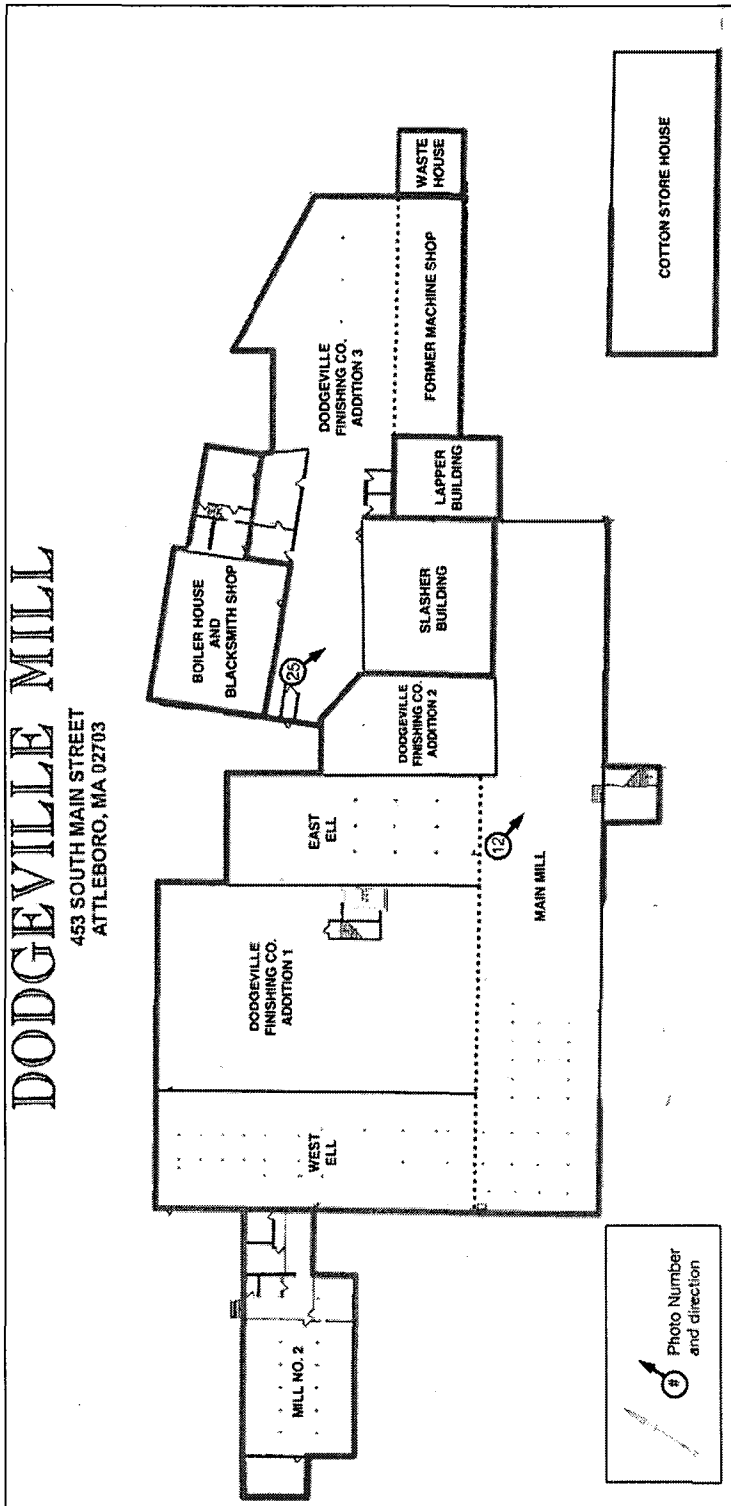 DODGEVILLE MILL
453 SOUTH MAIN STREET
ATTLEBORO, MA 02703
MILL NO. 2
WEST
ELL
DODGEVILLE
FINISHING CO.
ADDITION 1
EAST
ELL
MAIN MILL
12
DODGEVILLE
FINISHING CO.
ADDITION 2
25
BOILER HOUSE
AND
BLACKSMITH SHOP
SLASHER
BUILDING
LAPPER
BUILDING
DODGEVILLE
FINISHING CO.
ADDITION 3
FORMER MACHINE SHOP
WASTE
HOUSE
COTTON STORE HOUSE
# Photo Number
and direction